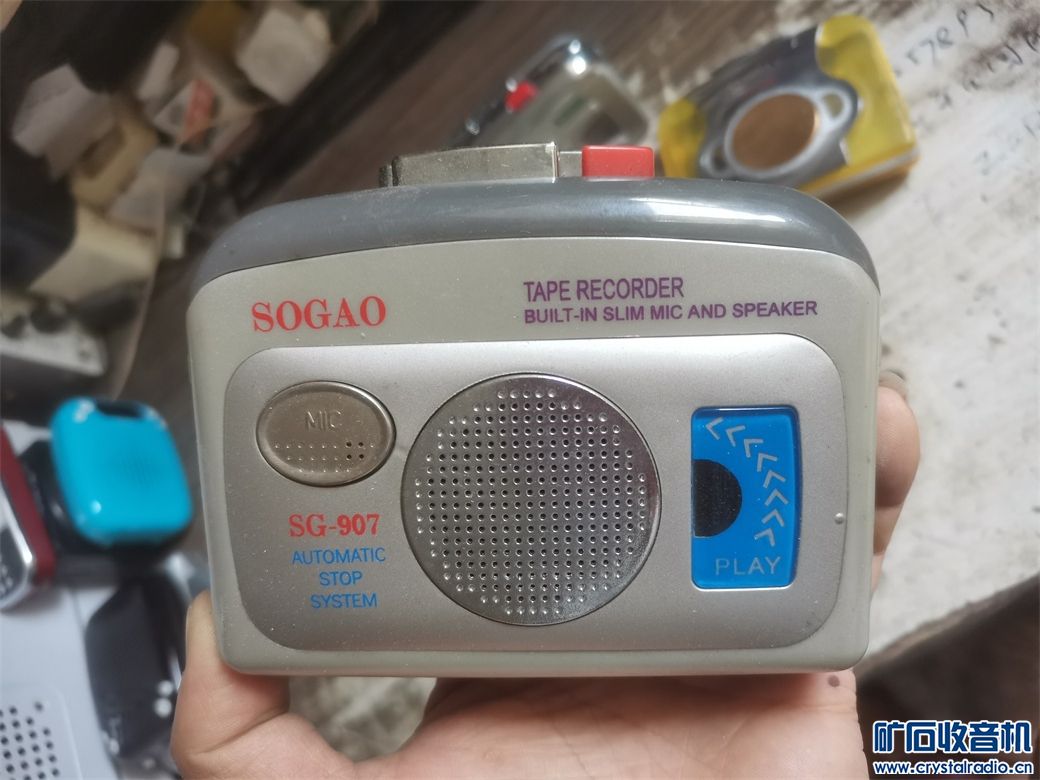 SOGAO
TAPE RECORDER
BUILT-IN SLIM MIC AND SPEAKER
MIC
SG-907
AUTOMATIC
STOP
SYSTEM
PLAY
矿石收音机
www.crystalradio.cn